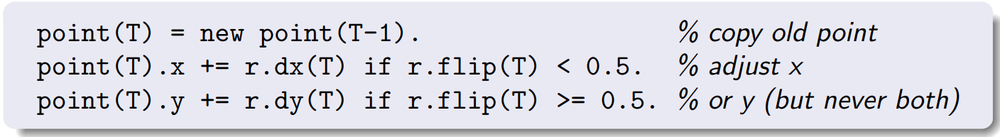 point(T) = new point(T-1). % copy old point
point(T).x += r.dx(T) if r.flip(T) < 0.5. % adjust x
point(T).y += r.dy(T) if r.flip(T) >= 0.5. % or y (but never both)